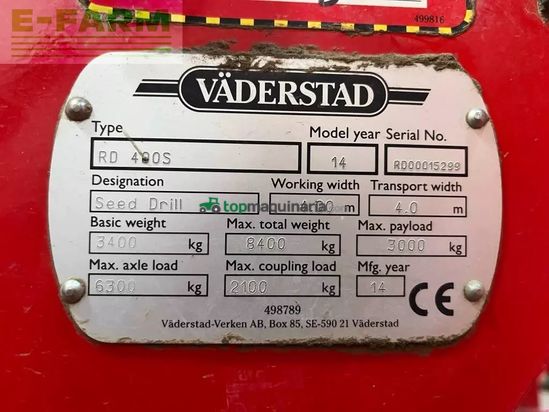 E-FARM
499816
VÄDERSTAD
Type
RD 400S
Model year
14
Serial No.
RD00015299
Designation
Seed Drill
topmaquinaria.com
Working width
4.00 m
Transport width
4.0 m
Basic weight
3400 kg
Max. total weight
8400 kg
Max. payload
3000 kg
Max. axle load
6300 kg
Max. coupling load
2100 kg
Mfg. year
14
CE
498789
Väderstad-Verken AB, Box 85, SE-590 21 Väderstad